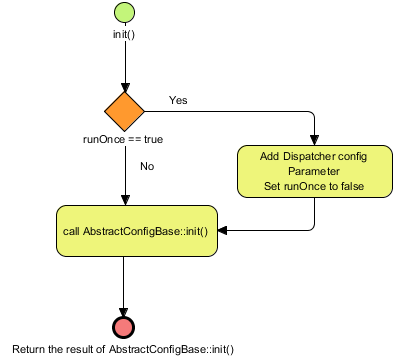 init()
Yes
runOnce == true
No
Add Dispatcher config
Parameter
Set runOnce to false
call AbstractConfigBase::init()
Return the result of AbstractConfigBase::init()